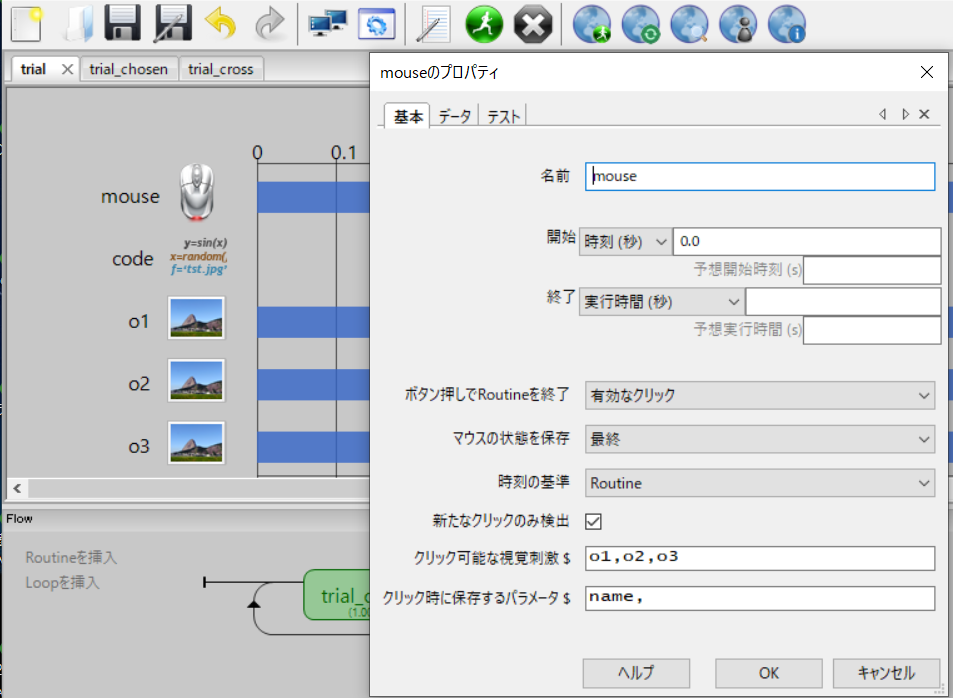 trial
trial_chosen
trial_cross
0
0.1
mouse
code
y=sin(x)
x=random(,
f='tst.jpg'
o1
o2
o3
Flow
Routineを挿入
Loopを挿入
trial_c
(1.00
mouseのプロパティ
基本
データ
テスト
名前
mouse
開始
時刻 (秒)
0.0
予想開始時刻 (s)
終了
実行時間 (秒)
予想実行時間 (s)
ボタン押しでRoutineを終了
有効なクリック
マウスの状態を保存
最終
時刻の基準
Routine
新たなクリックのみ検出
クリック可能な視覚刺激 $
o1,o2,o3
クリック時に保存するパラメータ $
name,
ヘルプ
OK
キャンセル